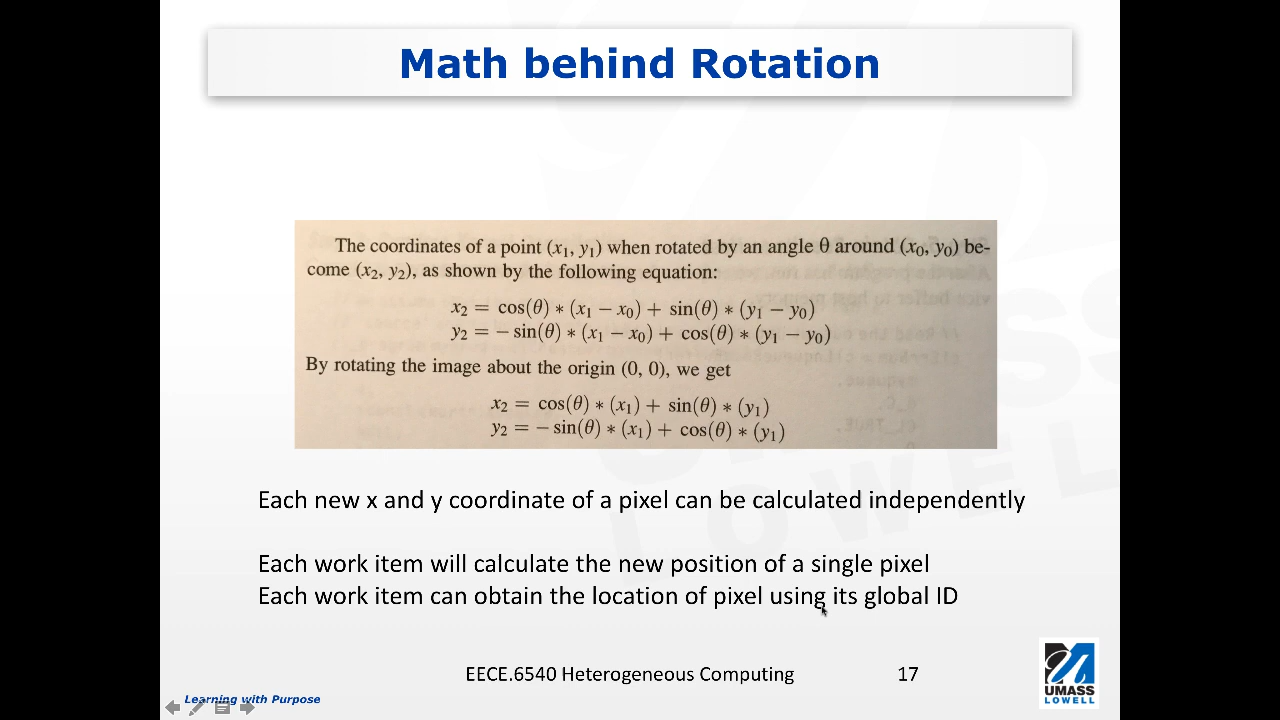 Math behind Rotation
The coordinates of a point (x₁, y₁) when rotated by an angle θ around (x₀, y₀) be-
come (x₂, y₂), as shown by the following equation:
x₂ = cos(θ) * (x₁ − x₀) + sin(θ) * (y₁ − y₀)
y₂ = − sin(θ) * (x₁ − x₀) + cos(θ) * (y₁ − y₀)
By rotating the image about the origin (0, 0), we get
x₂ = cos(θ) * (x₁) + sin(θ) * (y₁)
y₂ = − sin(θ) * (x₁) + cos(θ) * (y₁)
Each new x and y coordinate of a pixel can be calculated independently
Each work item will calculate the new position of a single pixel
Each work item can obtain the location of pixel using its global ID
EECE.6540 Heterogeneous Computing
17
UMASS
LOWELL
Learning with Purpose